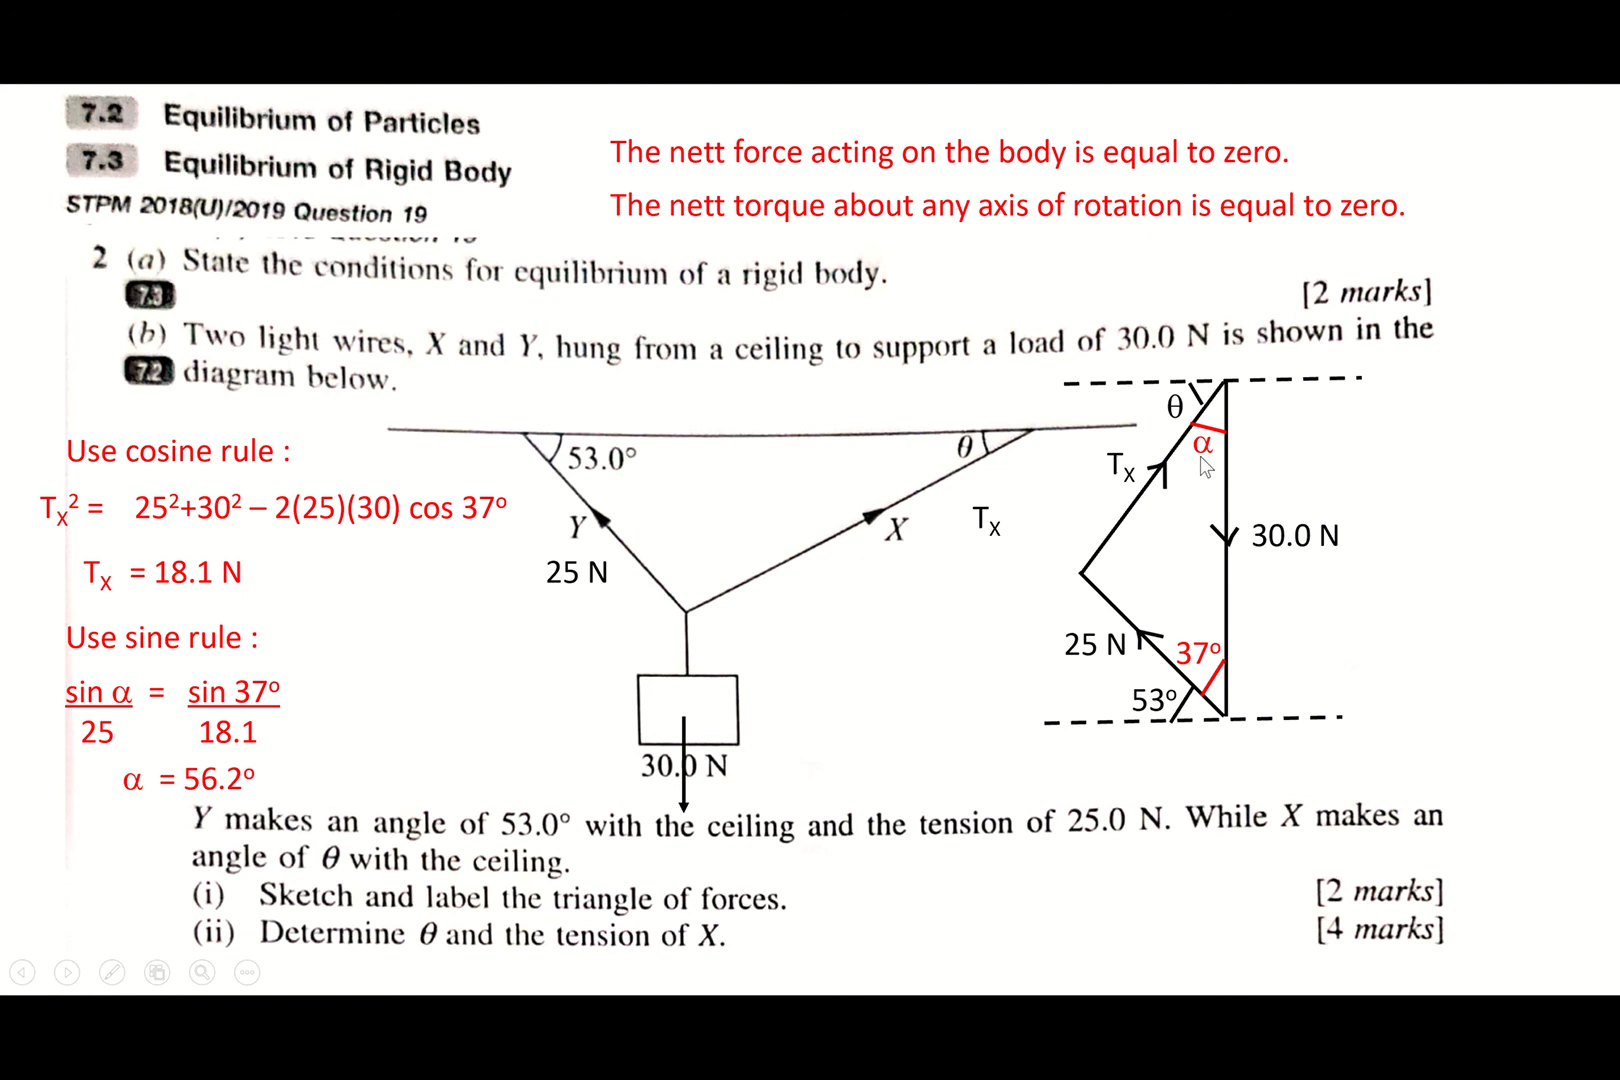 7.2 Equilibrium of Particles
7.3 Equilibrium of Rigid Body
The nett force acting on the body is equal to zero.
The nett torque about any axis of rotation is equal to zero.
STPM 2018(U)/2019 Question 19
2 (a) State the conditions for equilibrium of a rigid body.
7.3
[2 marks]
(b) Two light wires, X and Y, hung from a ceiling to support a load of 30.0 N is shown in the
7.2 diagram below.
Use cosine rule :
Tₓ² = 25²+30² – 2(25)(30) cos 37º
Tₓ = 18.1 N
Use sine rule :
sin α = sin 37º
25 18.1
α = 56.2º
53.0°
θ
Y
X
Tₓ
25 N
30.0 N
θ
α
Tₓ
30.0 N
25 N
37º
53º
Y makes an angle of 53.0° with the ceiling and the tension of 25.0 N. While X makes an
angle of θ with the ceiling.
(i) Sketch and label the triangle of forces. [2 marks]
(ii) Determine θ and the tension of X. [4 marks]